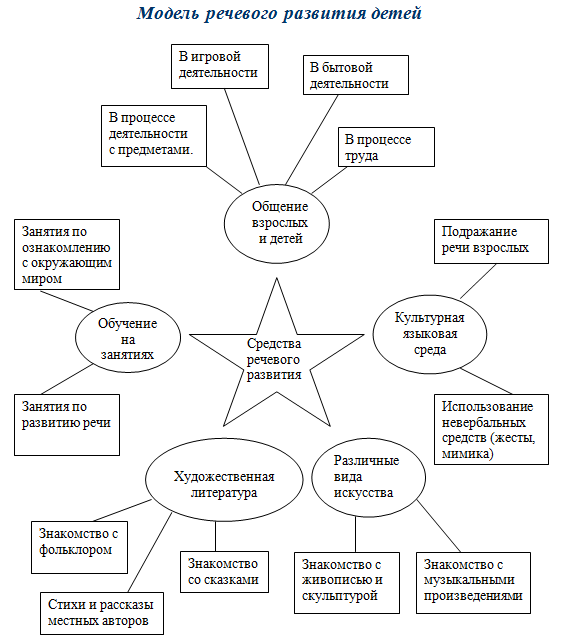 Модель речевого развития детей
В игровой
деятельности
В бытовой
деятельности
В процессе
деятельности
с предметами.
В процессе
труда
Общение
взрослых
и детей
Занятия по
ознакомлению
с окружающим
миром
Подражание
речи взрослых
Обучение
на
занятиях
Культурная
языковая
среда
Средства
речевого
развития
Занятия по
развитию речи
Использование
невербальных
средств (жесты,
мимика)
Художественная
литература
Различные
вида
искусства
Знакомство с
фольклором
Знакомство
со сказками
Знакомство с
живописью и
скульптурой
Знакомство с
музыкальными
произведениями
Стихи и рассказы
местных авторов